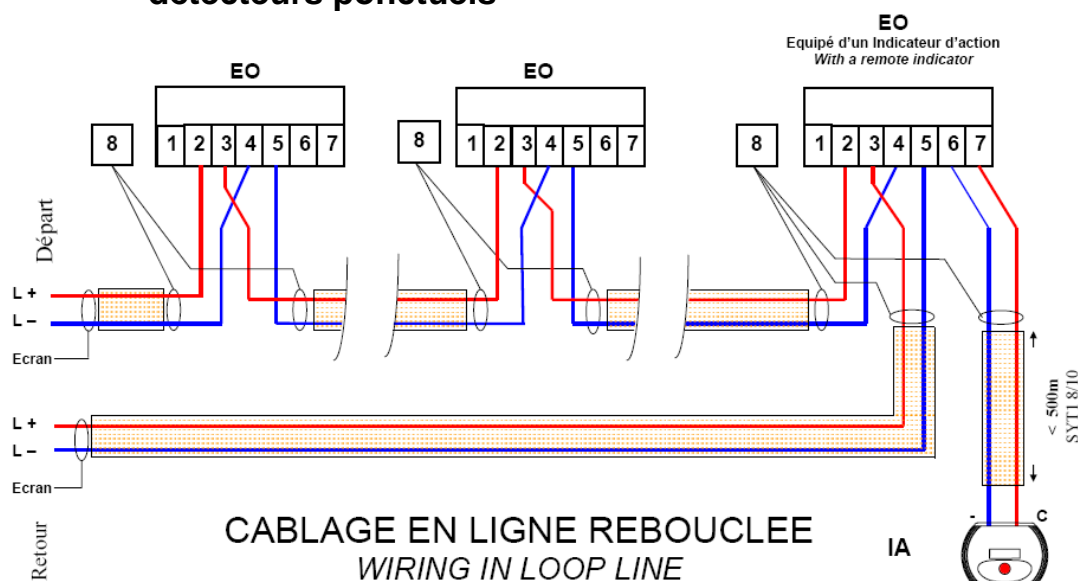 détecteurs ponctuels
EO
Equipé d'un Indicateur d'action
With a remote indicator
EO
EO
8
1 2 3 4 5 6 7
8
1 2 3 4 5 6 7
8
1 2 3 4 5 6 7
Départ
L +
L –
Ecran
L +
L –
Ecran
Retour
< 500m
SYT1 8/10
- C
IA
CABLAGE EN LIGNE REBOUCLEE
WIRING IN LOOP LINE